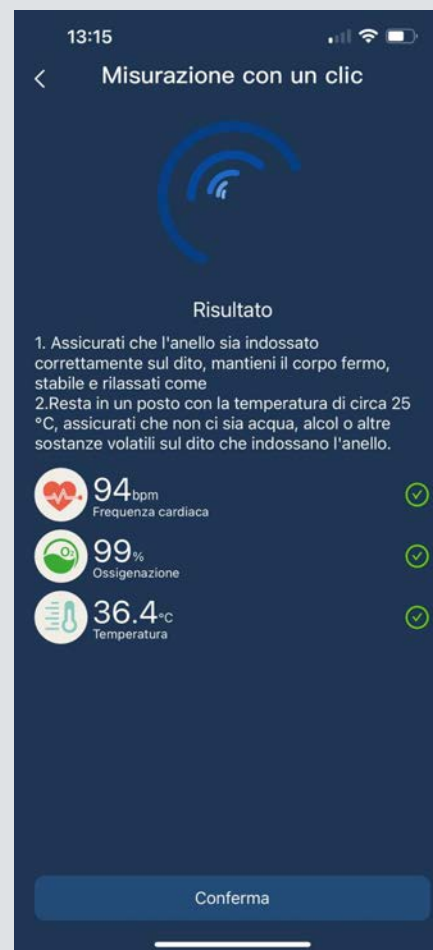 13:15
Misurazione con un clic
Risultato
1. Assicurati che l'anello sia indossato
correttamente sul dito, mantieni il corpo fermo,
stabile e rilassati come
2.Resta in un posto con la temperatura di circa 25
°C, assicurati che non ci sia acqua, alcol o altre
sostanze volatili sul dito che indossano l'anello.
94bpm
Frequenza cardiaca
O₂
99%
Ossigenazione
36.4°C
Temperatura
Conferma